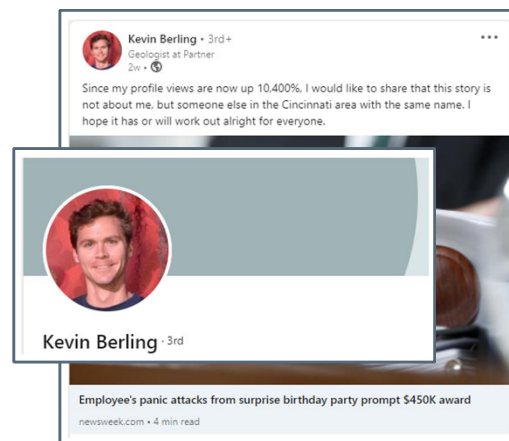 Kevin Berling • 3rd+
Geologist at Partner
2w •
Since my profile views are now up 10,400%, I would like to share that this story is
not about me, but someone else in the Cincinnati area with the same name. I
hope it has or will work out alright for everyone.
Kevin Berling · 3rd
Employee's panic attacks from surprise birthday party prompt $450K award
newsweek.com • 4 min read